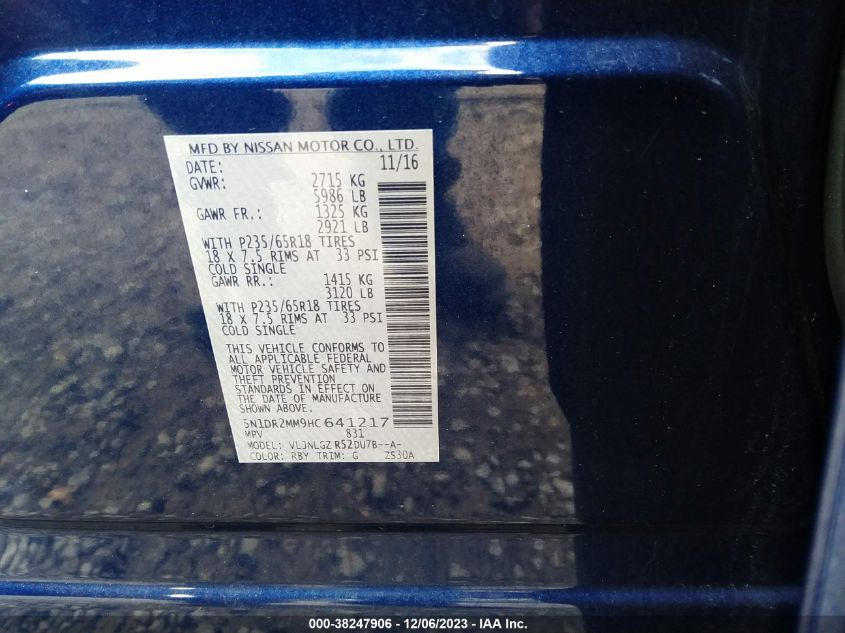 MFD BY NISSAN MOTOR CO., LTD.
DATE: 11/16
GVWR: 2715 KG
5986 LB
GAWR FR.: 1325 KG
2921 LB
WITH P235/65R18 TIRES
18 X 7.5 RIMS AT 33 PSI
COLD SINGLE
GAWR RR.: 1415 KG
3120 LB
WITH P235/65R18 TIRES
18 X 7.5 RIMS AT 33 PSI
COLD SINGLE
THIS VEHICLE CONFORMS TO
ALL APPLICABLE FEDERAL
MOTOR VEHICLE SAFETY AND
THEFT PREVENTION
STANDARDS IN EFFECT ON
THE DATE OF MANUFACTURE
SHOWN ABOVE.
5N1DR2MM9HC641217
MPV 831
MODEL: VLJNLGZ R52DU7B--A-
COLOR: RBY TRIM: G ZS30A
000-38247906 - 12/06/2023 - IAA Inc.